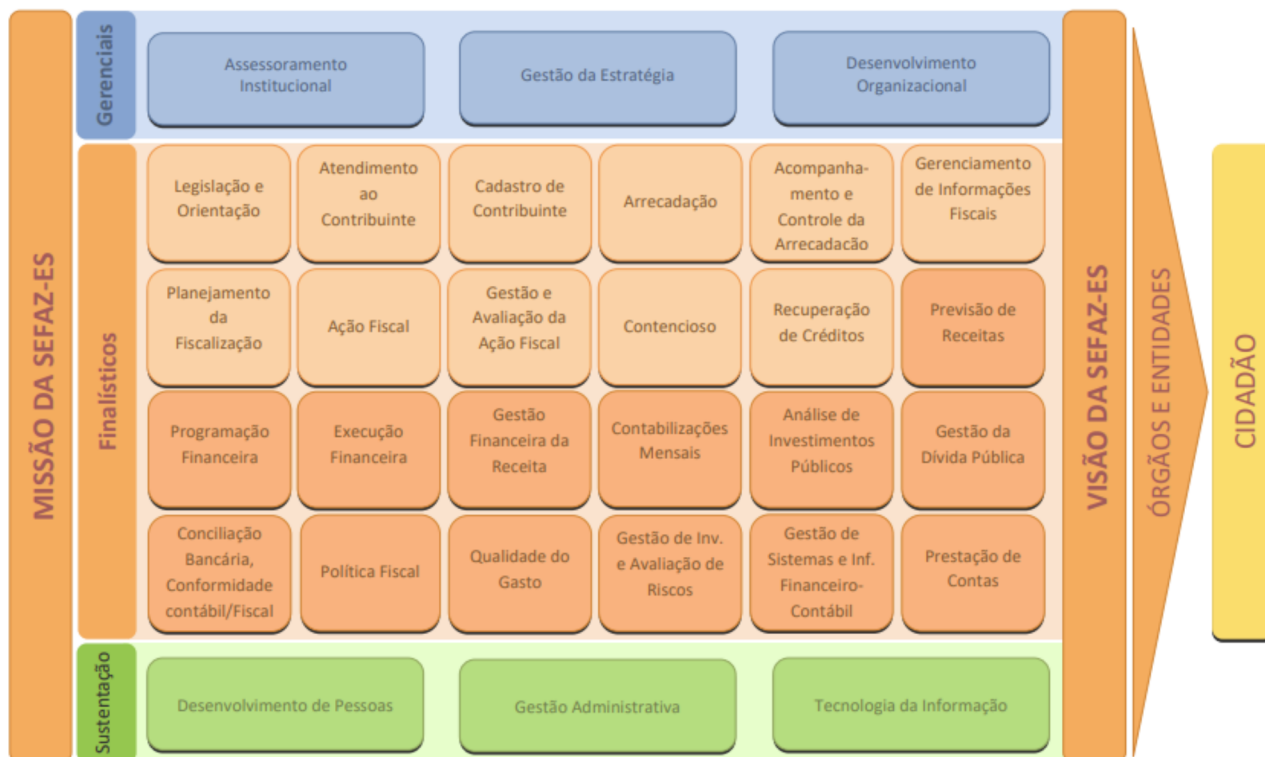 MISSÃO DA SEFAZ-ES
Gerenciais
Assessoramento
Institucional
Gestão da Estratégia
Desenvolvimento
Organizacional
Finalísticos
Legislação e
Orientação
Atendimento
ao
Contribuinte
Cadastro de
Contribuinte
Arrecadação
Acompanha-
mento e
Controle da
Arrecadacão
Gerenciamento
de Informações
Fiscais
Planejamento
da
Fiscalização
Ação Fiscal
Gestão e
Avaliação da
Ação Fiscal
Contencioso
Recuperação
de Créditos
Previsão de
Receitas
Programação
Financeira
Execução
Financeira
Gestão
Financeira da
Receita
Contabilizações
Mensais
Análise de
Investimentos
Públicos
Gestão da
Dívida Pública
Conciliação
Bancária,
Conformidade
contábil/Fiscal
Política Fiscal
Qualidade do
Gasto
Gestão de Inv.
e Avaliação de
Riscos
Gestão de
Sistemas e Inf.
Financeiro-
Contábil
Prestação de
Contas
Sustentação
Desenvolvimento de Pessoas
Gestão Administrativa
Tecnologia da Informação
VISÃO DA SEFAZ-ES
ÓRGÃOS E ENTIDADES
CIDADÃO